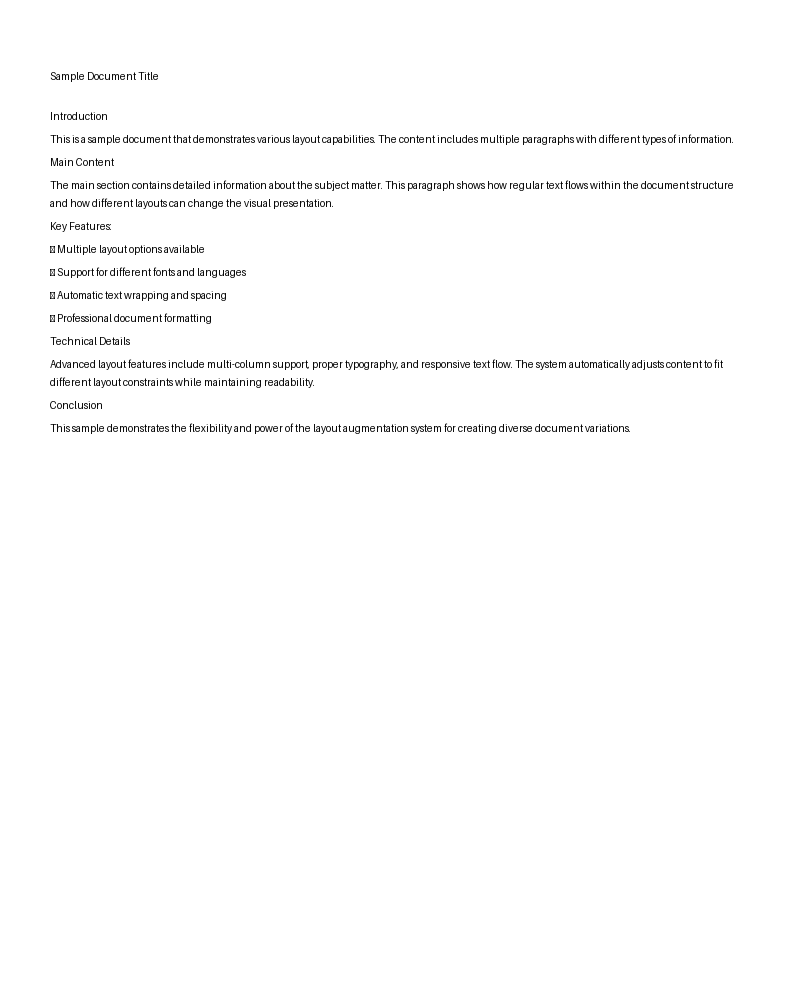 Sample Document Title
Introduction
This is a sample document that demonstrates various layout capabilities. The content includes multiple paragraphs with different types of information.
Main Content
The main section contains detailed information about the subject matter. This paragraph shows how regular text flows within the document structure
and how different layouts can change the visual presentation.
Key Features:
Multiple layout options available
Support for different fonts and languages
Automatic text wrapping and spacing
Professional document formatting
Technical Details
Advanced layout features include multi-column support, proper typography, and responsive text flow. The system automatically adjusts content to fit
different layout constraints while maintaining readability.
Conclusion
This sample demonstrates the flexibility and power of the layout augmentation system for creating diverse document variations.